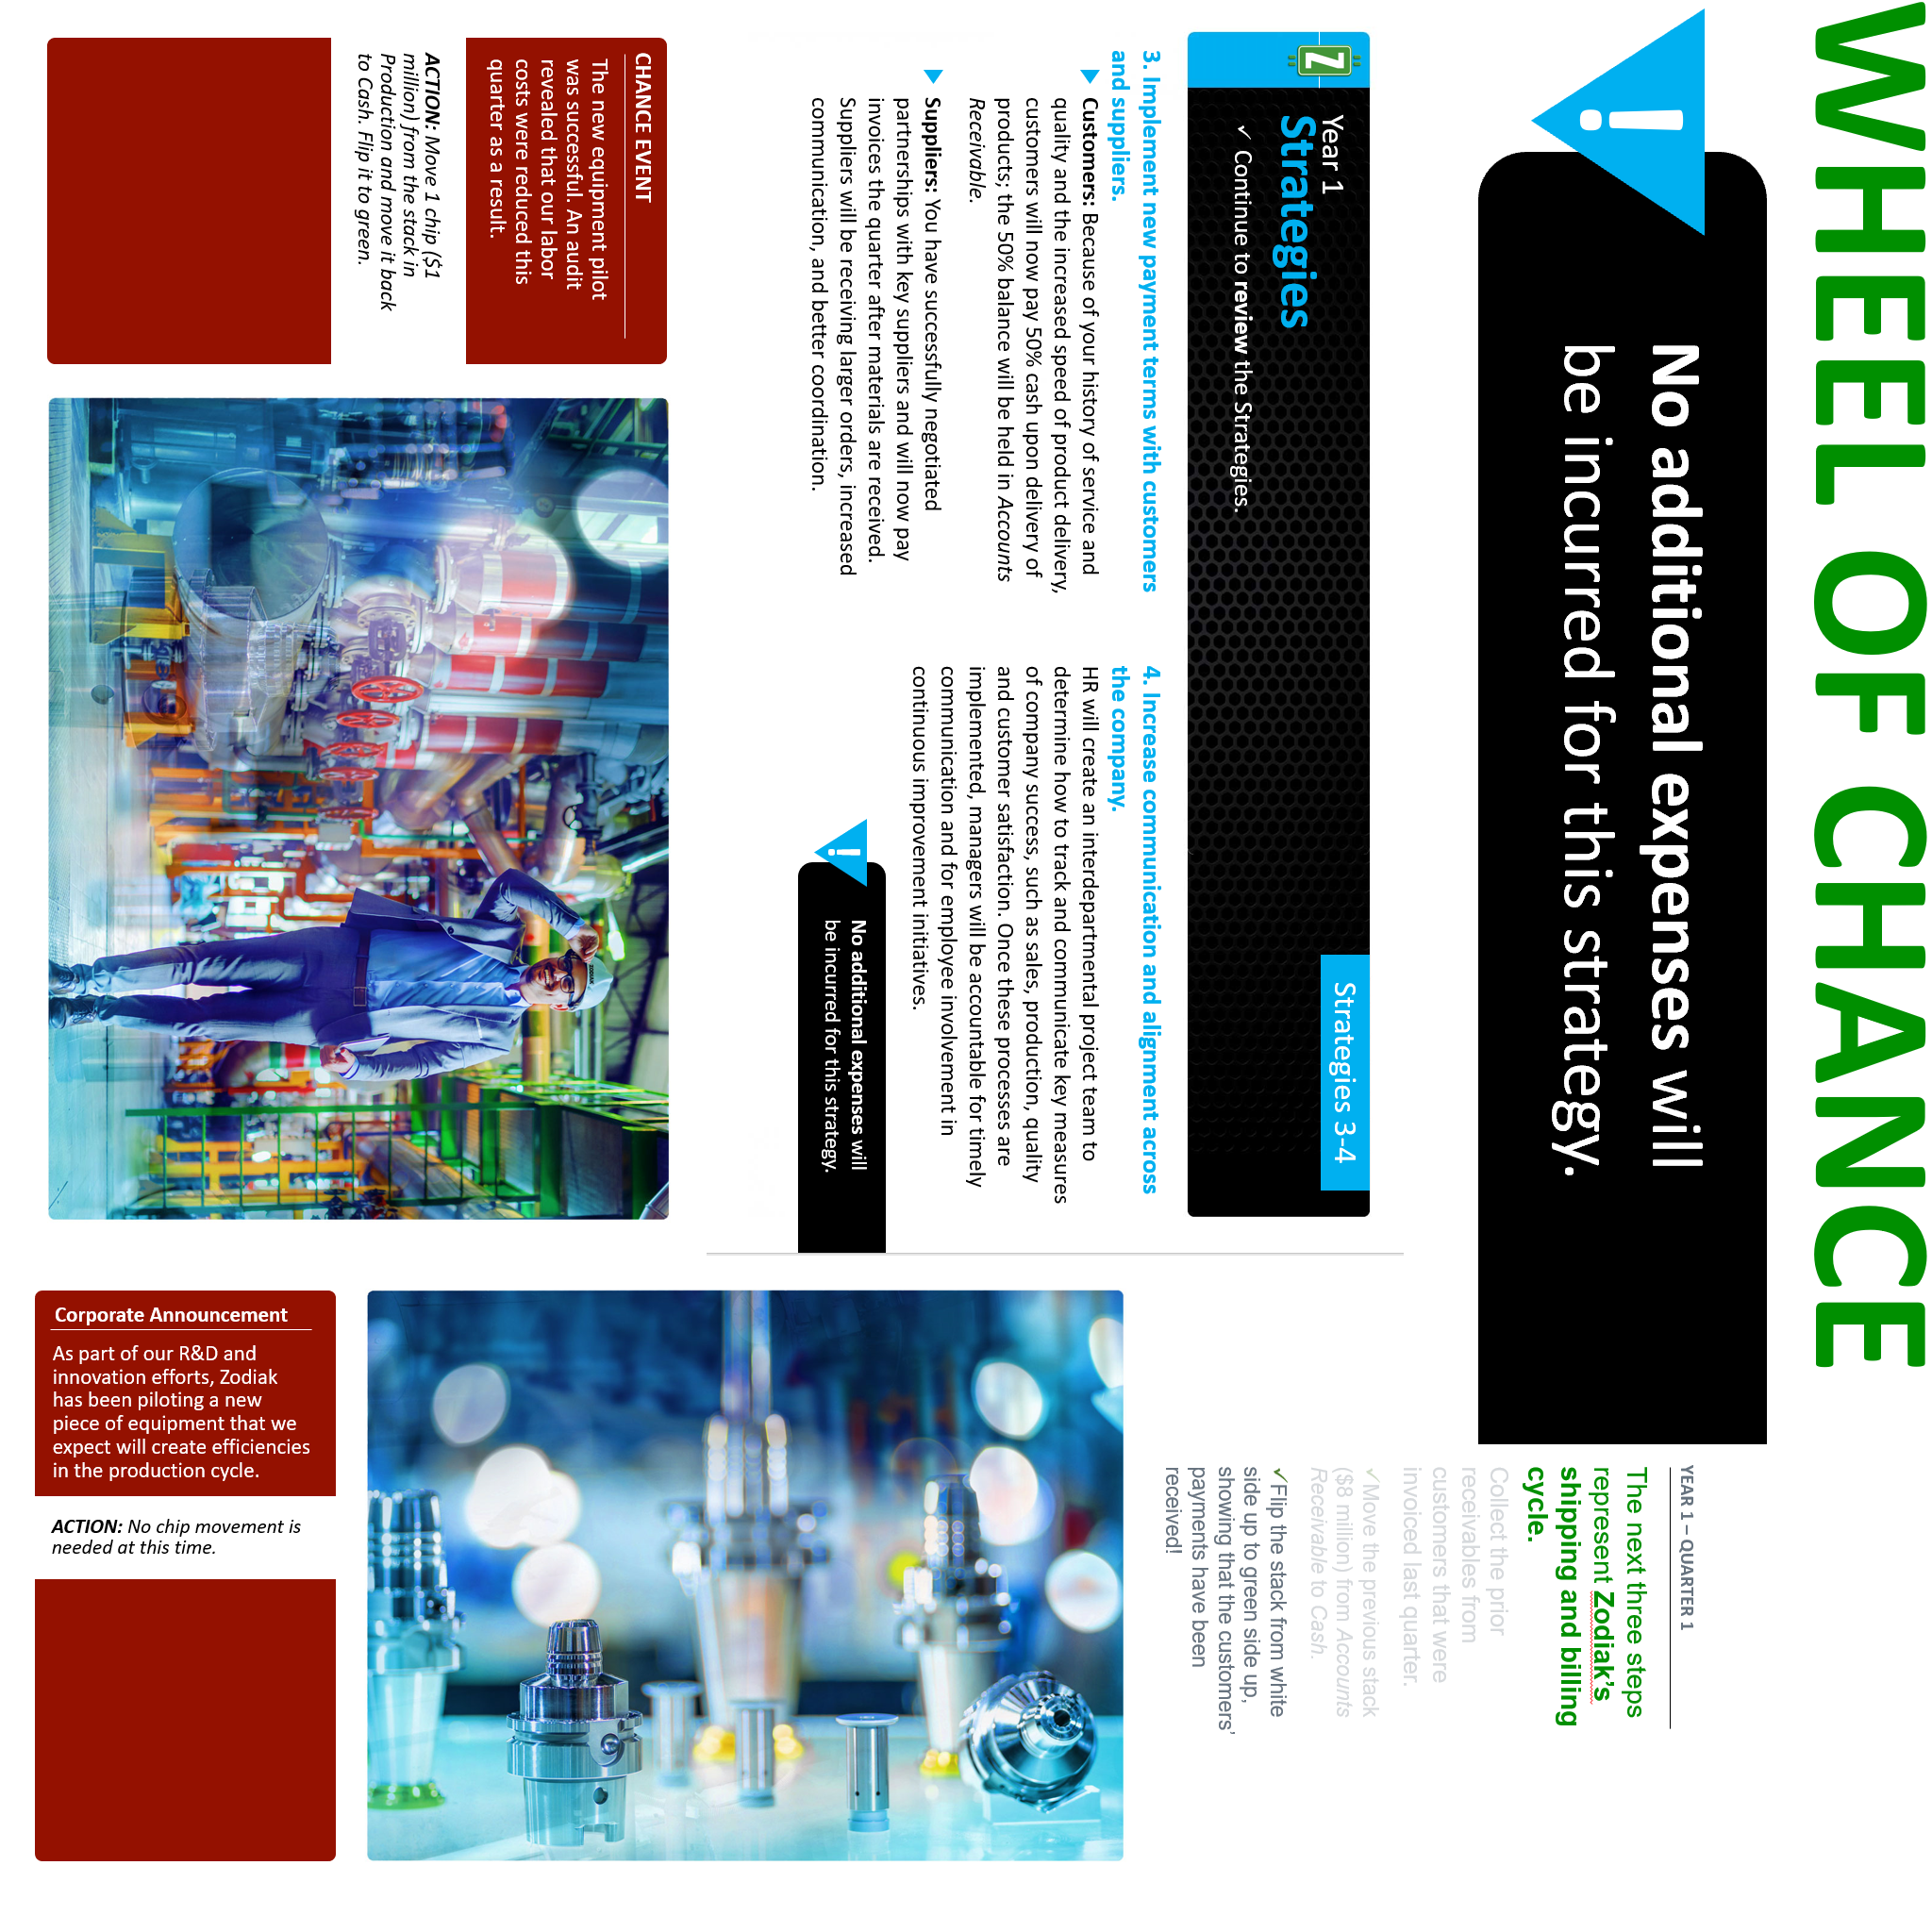 WHEEL OF CHANCE
No additional expenses will
be incurred for this strategy.
Z
Year 1
Strategies
✓ Continue to review the Strategies.
Strategies 3-4
3. Implement new payment terms with customers
and suppliers.
Customers: Because of your history of service and
quality and the increased speed of product delivery,
customers will now pay 50% cash upon delivery of
products; the 50% balance will be held in Accounts
Receivable.
Suppliers: You have successfully negotiated
partnerships with key suppliers and will now pay
invoices the quarter after materials are received.
Suppliers will be receiving larger orders, increased
communication, and better coordination.
4. Increase communication and alignment across
the company.
HR will create an interdepartmental project team to
determine how to track and communicate key measures
of company success, such as sales, production, quality
and customer satisfaction. Once these processes are
implemented, managers will be accountable for timely
communication and for employee involvement in
continuous improvement initiatives.
No additional expenses will
be incurred for this strategy.
CHANCE EVENT
The new equipment pilot
was successful. An audit
revealed that our labor
costs were reduced this
quarter as a result.
ACTION: Move 1 chip ($1
million) from the stack in
Production and move it back
to Cash. Flip it to green.
YEAR 1 – QUARTER 1
The next three steps
represent Zodiak's
shipping and billing
cycle.
Collect the prior
receivables from
customers that were
invoiced last quarter.
✓Move the previous stack
($8 million) from Accounts
Receivable to Cash.
✓Flip the stack from white
side up to green side up,
showing that the customers'
payments have been
received!
Corporate Announcement
As part of our R&D and
innovation efforts, Zodiak
has been piloting a new
piece of equipment that we
expect will create efficiencies
in the production cycle.
ACTION: No chip movement is
needed at this time.